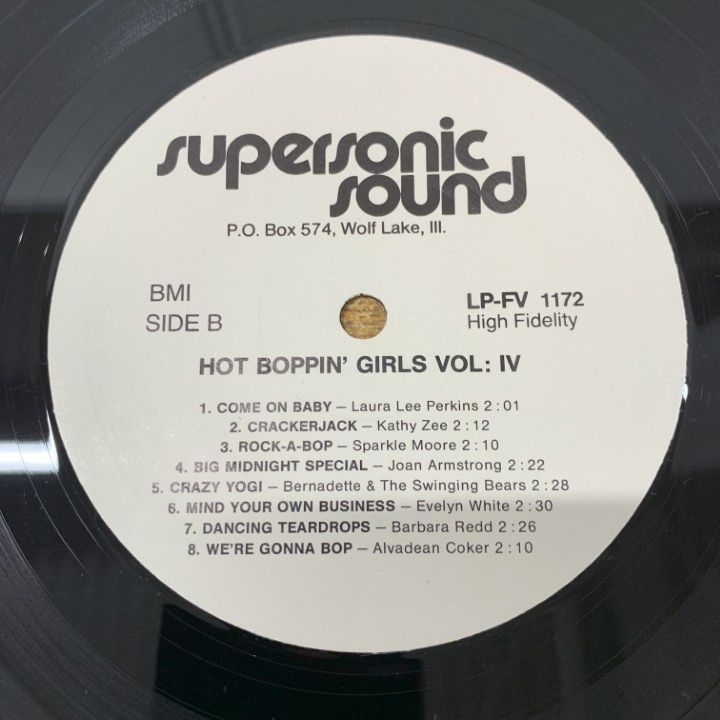 supersonic
sound
P.O. Box 574, Wolf Lake, Ill.
BMI
SIDE B
LP-FV 1172
High Fidelity
HOT BOPPIN' GIRLS VOL: IV
1. COME ON BABY – Laura Lee Perkins 2:01
2. CRACKERJACK – Kathy Zee 2:12
3. ROCK-A-BOP – Sparkle Moore 2:10
4. BIG MIDNIGHT SPECIAL – Joan Armstrong 2:22
5. CRAZY YOGI – Bernadette & The Swinging Bears 2:28
6. MIND YOUR OWN BUSINESS – Evelyn White 2:30
7. DANCING TEARDROPS – Barbara Redd 2:26
8. WE'RE GONNA BOP – Alvadean Coker 2:10